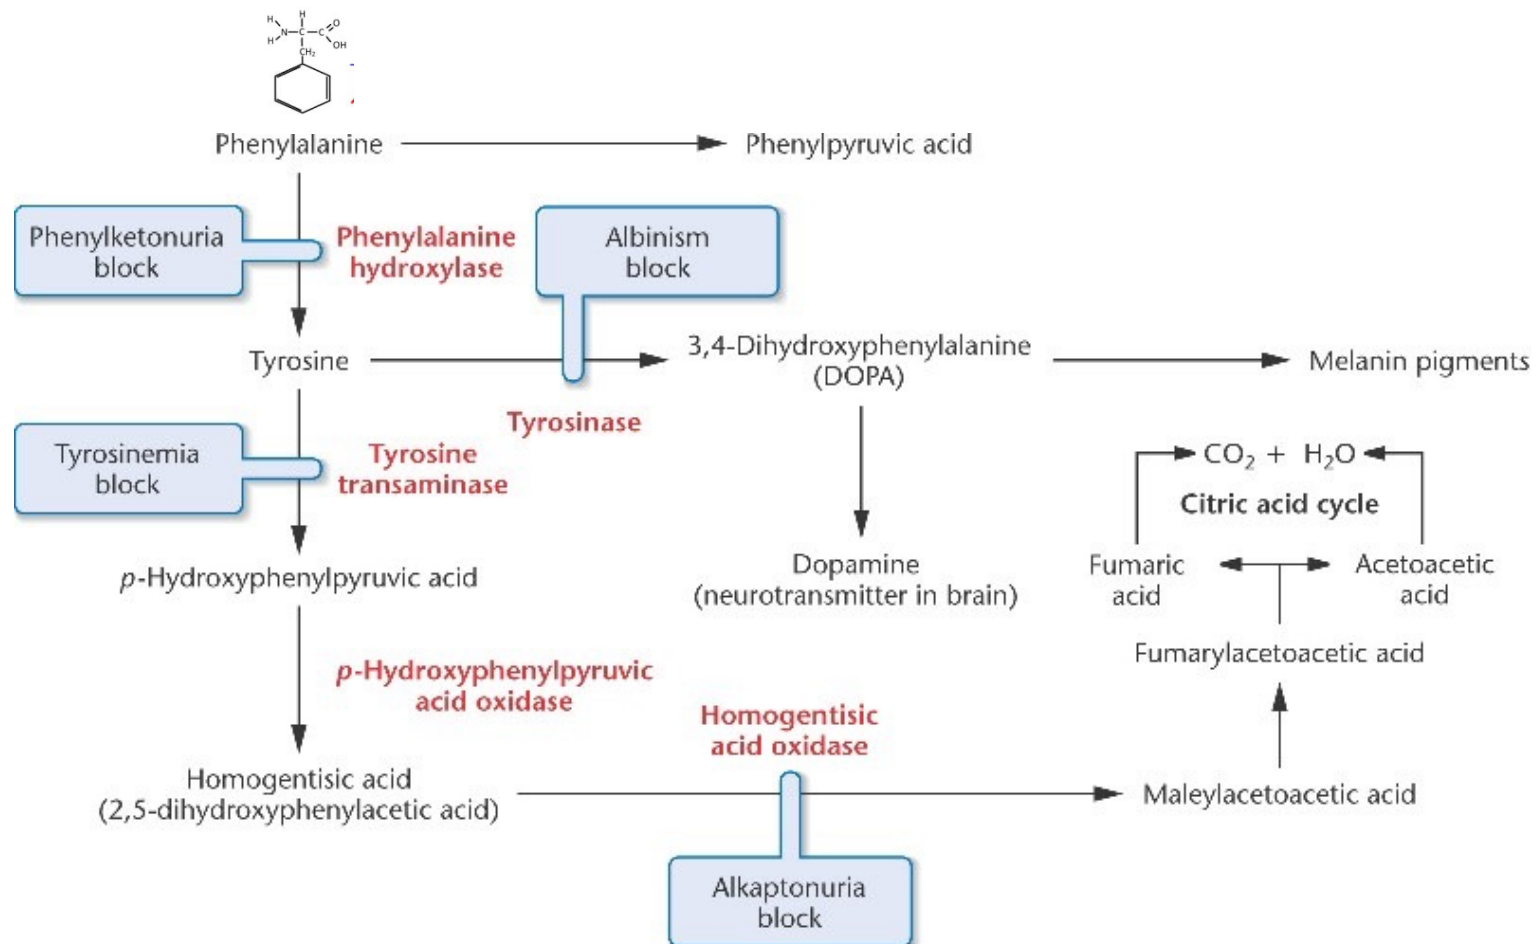 H
H
N
C
C
O
H
OH
CH₂
Phenylalanine
Phenylpyruvic acid
Phenylketonuria
block
Phenylalanine
hydroxylase
Albinism
block
Tyrosine
3,4-Dihydroxyphenylalanine
(DOPA)
Melanin pigments
Tyrosinase
Tyrosinemia
block
Tyrosine
transaminase
CO₂ + H₂O
Citric acid cycle
p-Hydroxyphenylpyruvic acid
Dopamine
(neurotransmitter in brain)
Fumaric
acid
Acetoacetic
acid
Fumarylacetoacetic acid
p-Hydroxyphenylpyruvic
acid oxidase
Homogentisic
acid oxidase
Homogentisic acid
(2,5-dihydroxyphenylacetic acid)
Maleylacetoacetic acid
Alkaptonuria
block